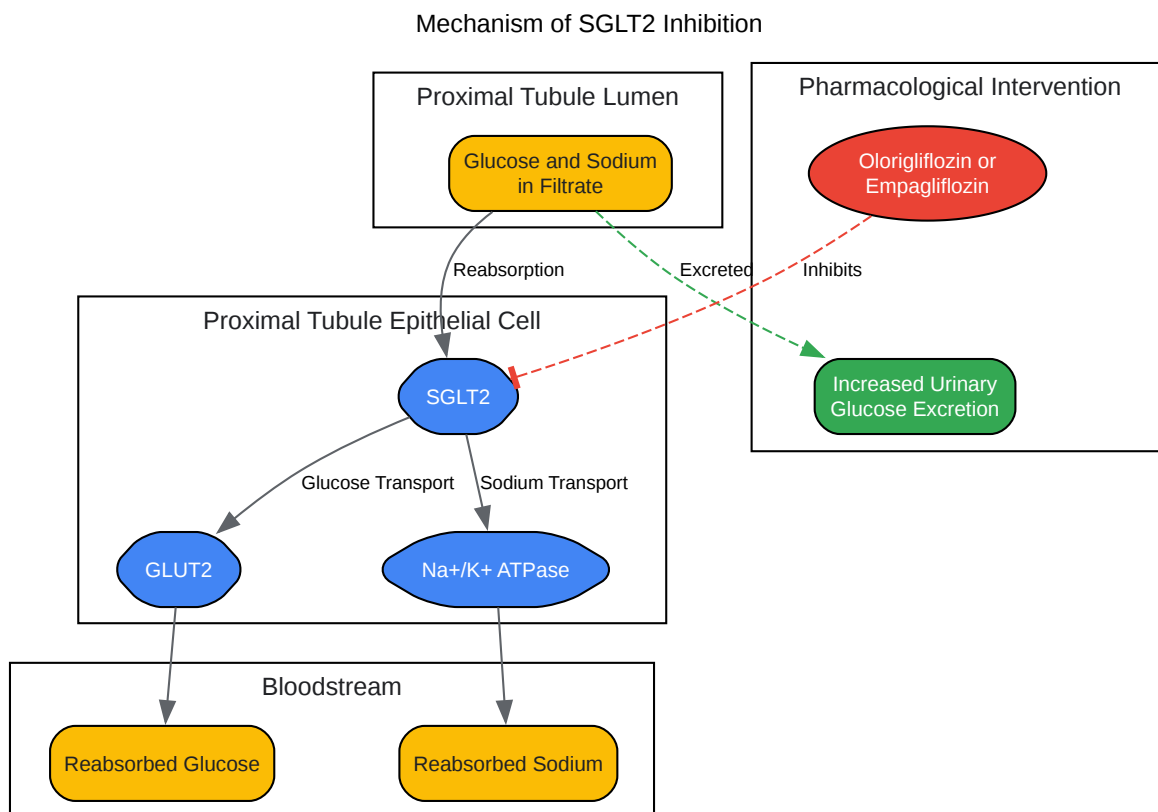 Mechanism of SGLT2 Inhibition
Proximal Tubule Lumen
Glucose and Sodium
in Filtrate
Pharmacological Intervention
Olorigliflozin or
Empagliflozin
Reabsorption
Excreted
Inhibits
Proximal Tubule Epithelial Cell
SGLT2
Increased Urinary
Glucose Excretion
Glucose Transport
Sodium Transport
GLUT2
Na+/K+ ATPase
Bloodstream
Reabsorbed Glucose
Reabsorbed Sodium